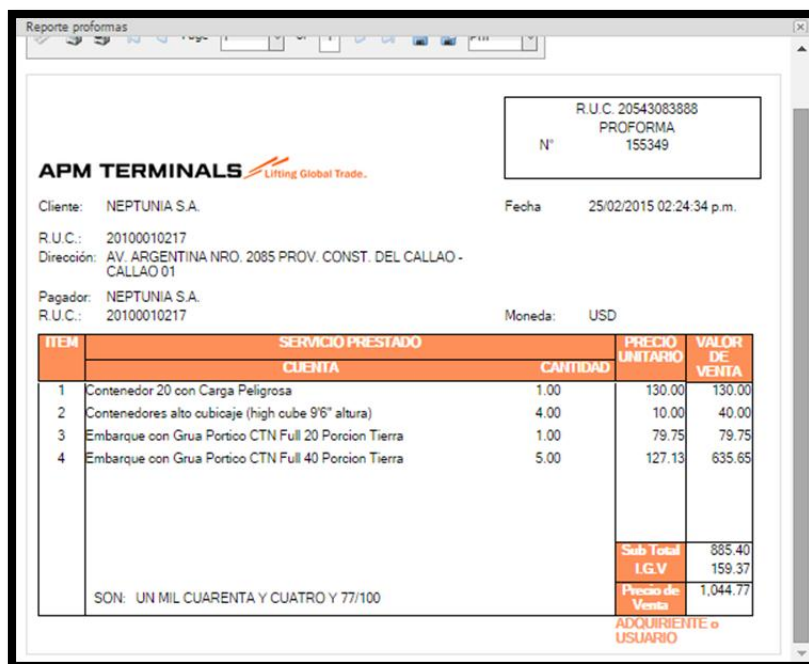 Reporte proformas
R.U.C. 20543083888
PROFORMA
N° 155349
APM TERMINALS Lifting Global Trade.
Cliente: NEPTUNIA S.A. Fecha 25/02/2015 02:24:34 p.m.
R.U.C.: 20100010217
Dirección: AV. ARGENTINA NRO. 2085 PROV. CONST. DEL CALLAO -
CALLAO 01
Pagador: NEPTUNIA S.A.
R.U.C.: 20100010217 Moneda: USD
ITEM SERVICIO PRESTADO PRECIO UNITARIO VALOR DE VENTA
CUENTA CANTIDAD
1 Contenedor 20 con Carga Peligrosa 1.00 130.00 130.00
2 Contenedores alto cubicaje (high cube 9'6" altura) 4.00 10.00 40.00
3 Embarque con Grua Portico CTN Full 20 Porcion Tierra 1.00 79.75 79.75
4 Embarque con Grua Portico CTN Full 40 Porcion Tierra 5.00 127.13 635.65
Sub Total 885.40
I.G.V 159.37
SON: UN MIL CUARENTA Y CUATRO Y 77/100 Precio de Venta 1,044.77
ADQUIRIENTE o
USUARIO